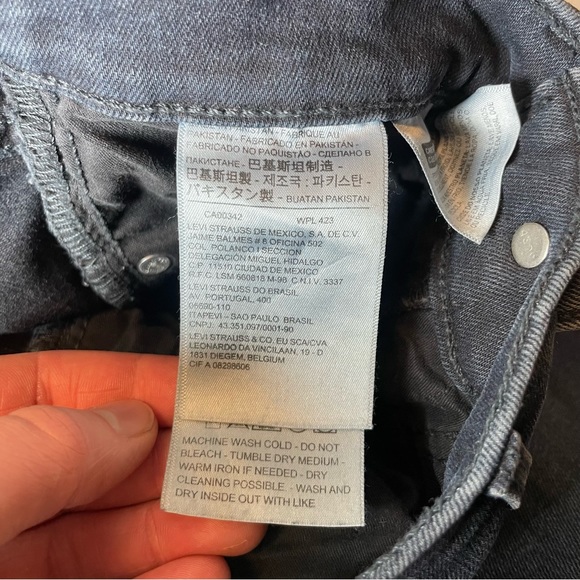 PAKISTAN - FABRIQUE AU
PAKISTAN - FABRICADO EN PAKISTAN -
FABRICADO NO PAQUISTÃO - СДЕЛАНО В
ПАКИСТАНЕ - 巴基斯坦制造 -
巴基斯坦製 - 제조국 : 파키스탄 -
パキスタン製 - BUATAN PAKISTAN
CA00342 WPL 423
LEVI STRAUSS DE MEXICO, S.A. DE C.V.
JAIME BALMES # 8 OFICINA 502
COL. POLANCO I SECCION
DELEGACION MIGUEL HIDALGO
C.P. 11510 CIUDAD DE MEXICO
R.F.C. LSM 660818 M-98 C.N.I.V. 3337
LEVI STRAUSS DO BRASIL
AV. PORTUGAL, 400
06690-110
ITAPEVI - SAO PAULO BRASIL
CNPJ. 43.351.097/0001-90
LEVI STRAUSS & CO. EU SCA/CVA
LEONARDO DA VINCILAAN, 19 - D
1831 DIEGEM, BELGIUM
CIF A 08298606
MACHINE WASH COLD - DO NOT
BLEACH - TUMBLE DRY MEDIUM -
WARM IRON IF NEEDED - DRY
CLEANING POSSIBLE - WASH AND
DRY INSIDE OUT WITH LIKE